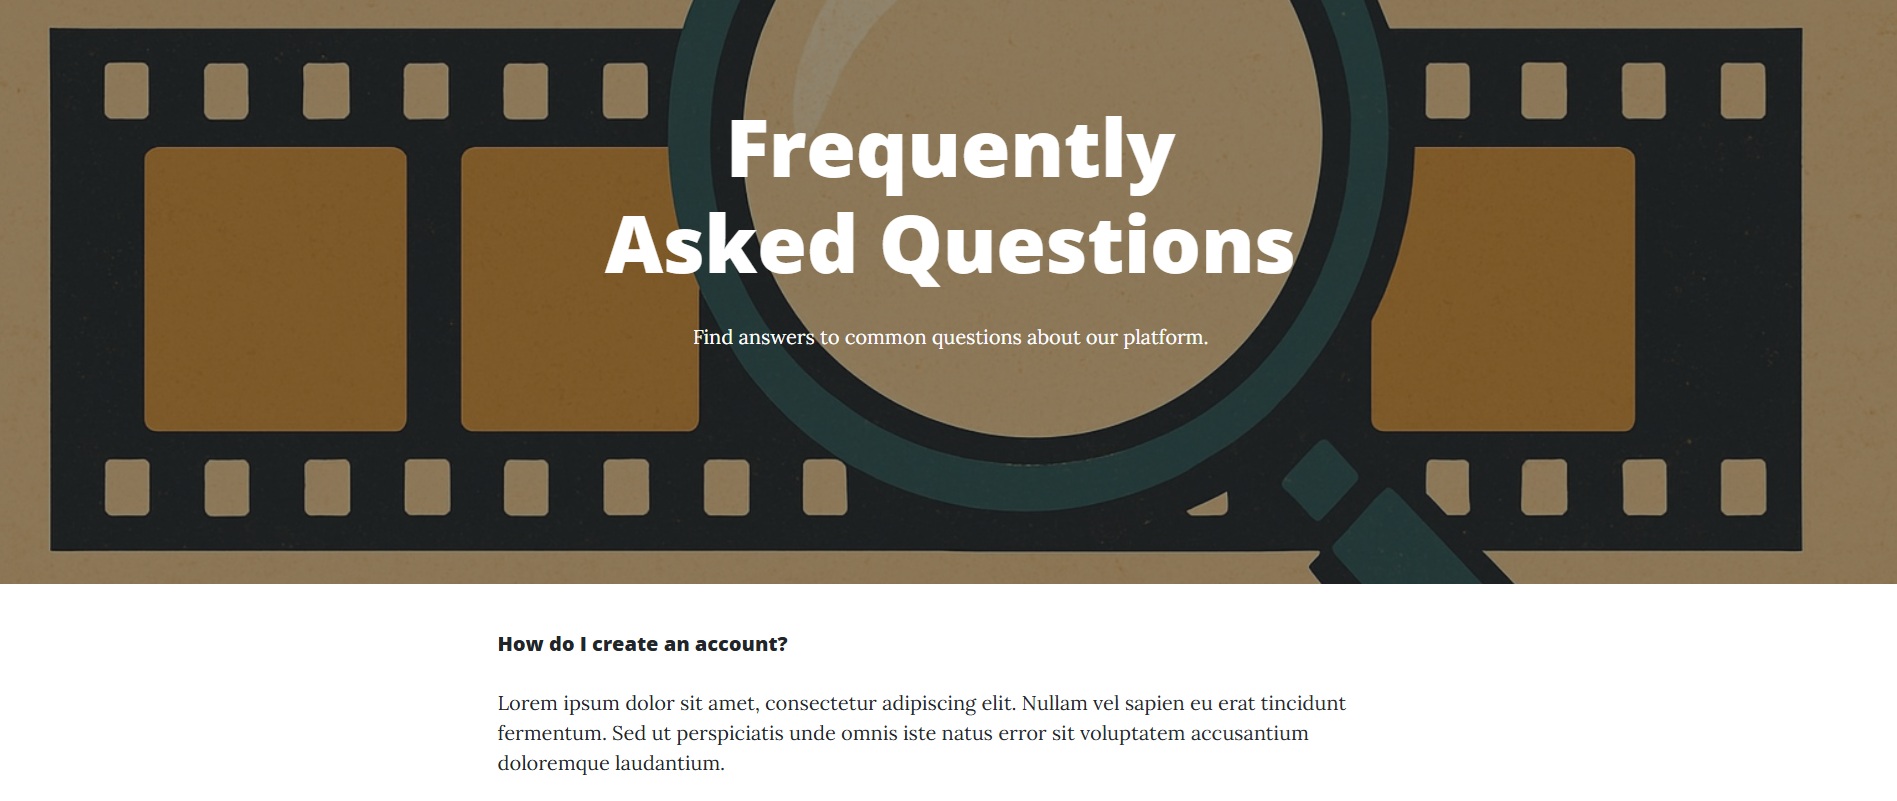 Frequently
Asked Questions
Find answers to common questions about our platform.
How do I create an account?
Lorem ipsum dolor sit amet, consectetur adipiscing elit. Nullam vel sapien eu erat tincidunt
fermentum. Sed ut perspiciatis unde omnis iste natus error sit voluptatem accusantium
doloremque laudantium.